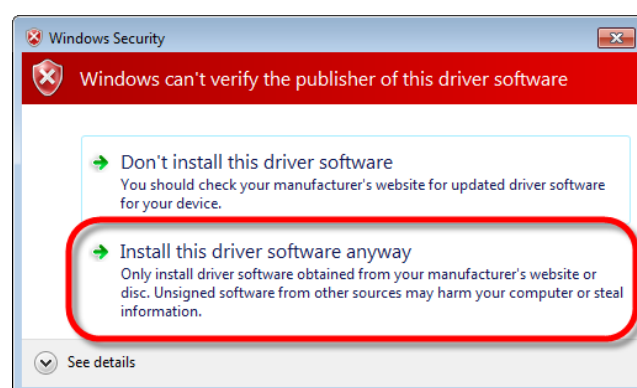 Windows Security
Windows can't verify the publisher of this driver software
Don't install this driver software
You should check your manufacturer's website for updated driver software
for your device.
Install this driver software anyway
Only install driver software obtained from your manufacturer's website or
disc. Unsigned software from other sources may harm your computer or steal
information.
See details